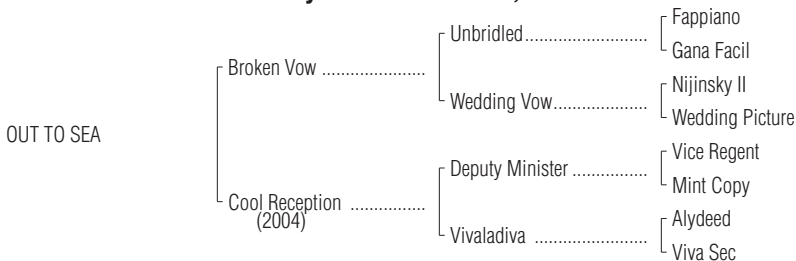 Fappiano
Unbridled..........................
Gana Facil
Broken Vow ......................
Nijinsky II
Wedding Vow....................
Wedding Picture
OUT TO SEA
Vice Regent
Deputy Minister ................
Mint Copy
Cool Reception ................
(2004)
Alydeed
Vivaladiva ........................
Viva Sec